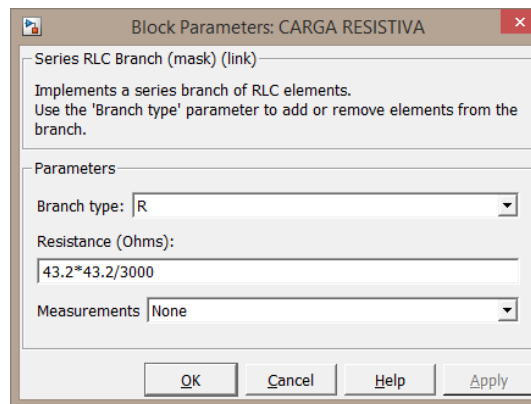 Block Parameters: CARGA RESISTIVA
Series RLC Branch (mask) (link)
Implements a series branch of RLC elements.
Use the 'Branch type' parameter to add or remove elements from the
branch.
Parameters
Branch type: R
Resistance (Ohms):
43.2*43.2/3000
Measurements None
OK Cancel Help Apply